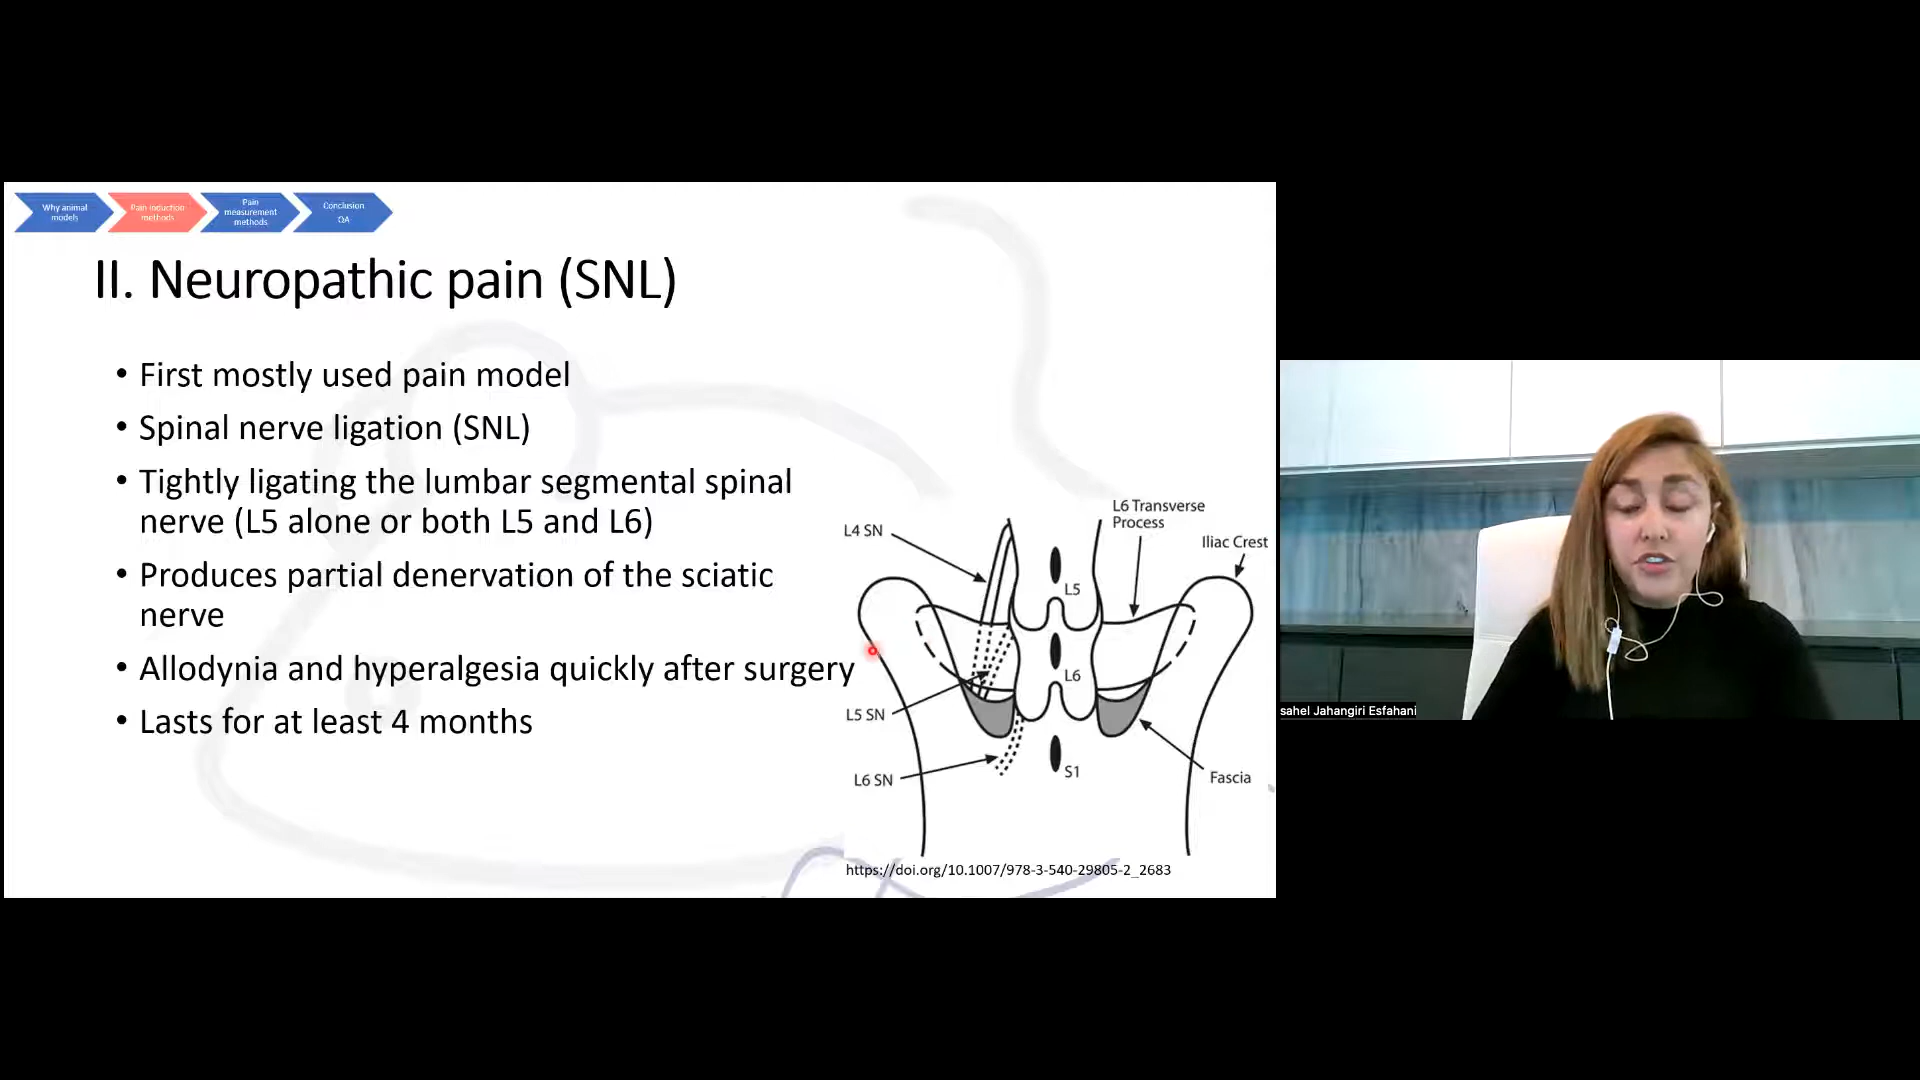 Why animal
models
Pain induction
methods
Pain
measurement
methods
Conclusion
QA
II. Neuropathic pain (SNL)
• First mostly used pain model
• Spinal nerve ligation (SNL)
• Tightly ligating the lumbar segmental spinal
nerve (L5 alone or both L5 and L6)
• Produces partial denervation of the sciatic
nerve
• Allodynia and hyperalgesia quickly after surgery
• Lasts for at least 4 months
L6 Transverse
Process
L4 SN
Iliac Crest
L5
L6
L5 SN
S1
L6 SN
Fascia
https://doi.org/10.1007/978-3-540-29805-2_2683
sahel Jahangiri Esfahani